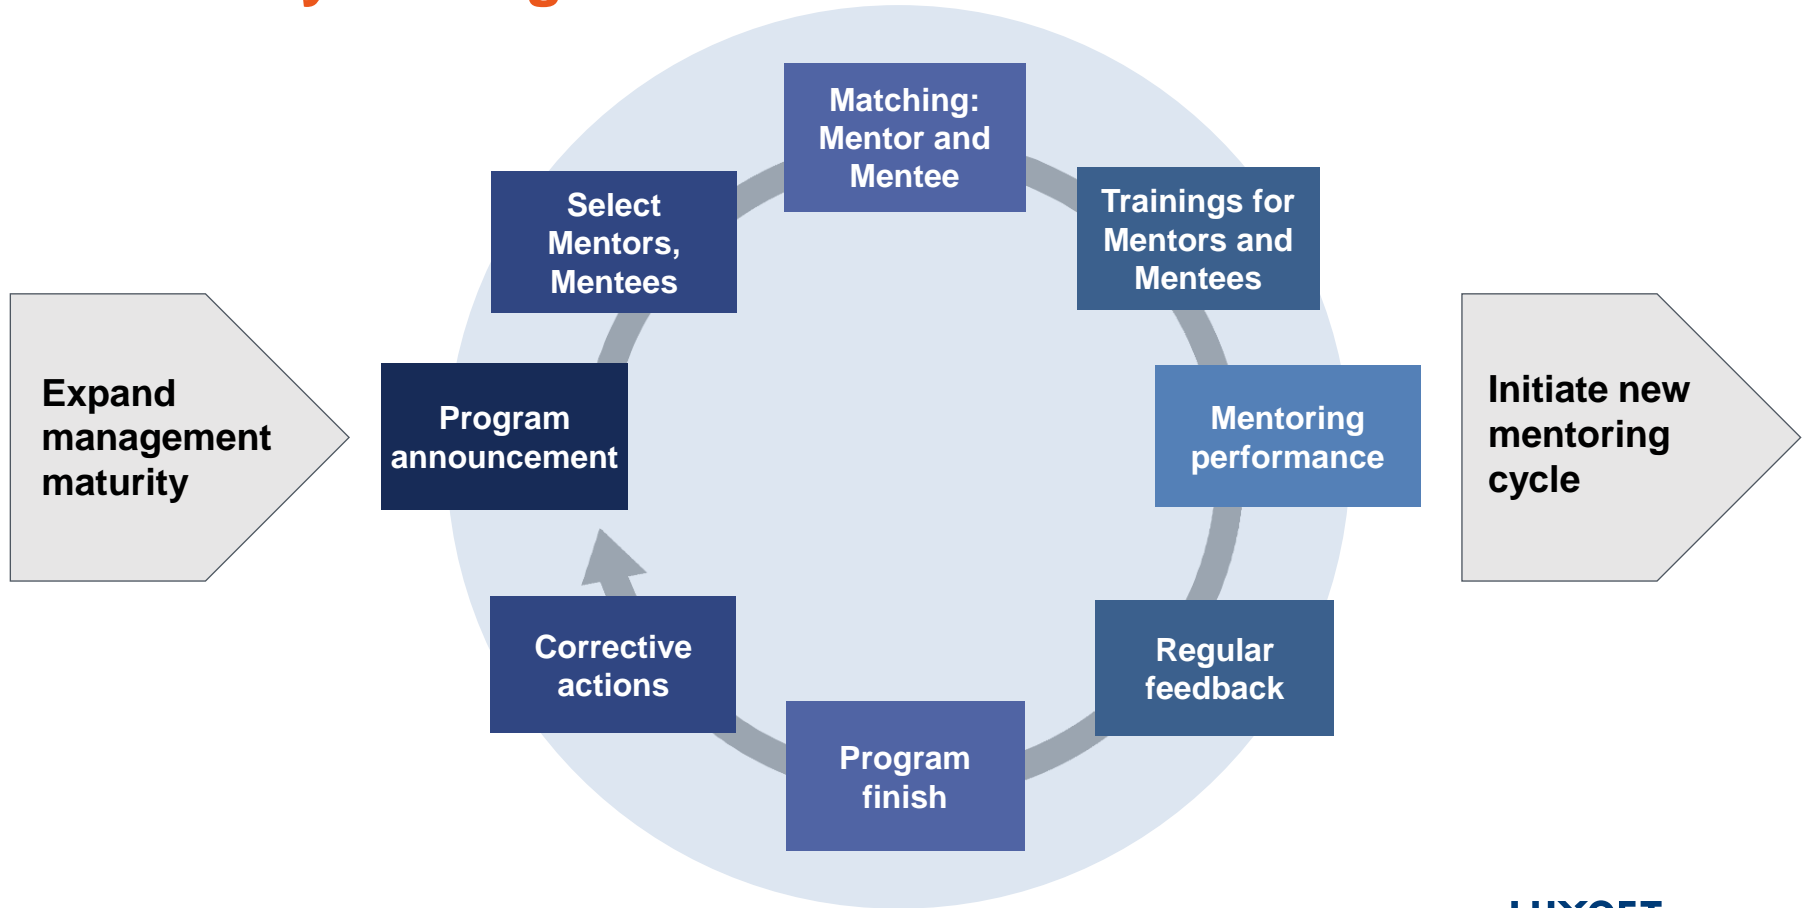 Matching:
Mentor and
Mentee
Select
Mentors,
Mentees
Trainings for
Mentors and
Mentees
Expand
management
maturity
Program
announcement
Mentoring
performance
Initiate new
mentoring
cycle
Corrective
actions
Regular
feedback
Program
finish
LUXOFT